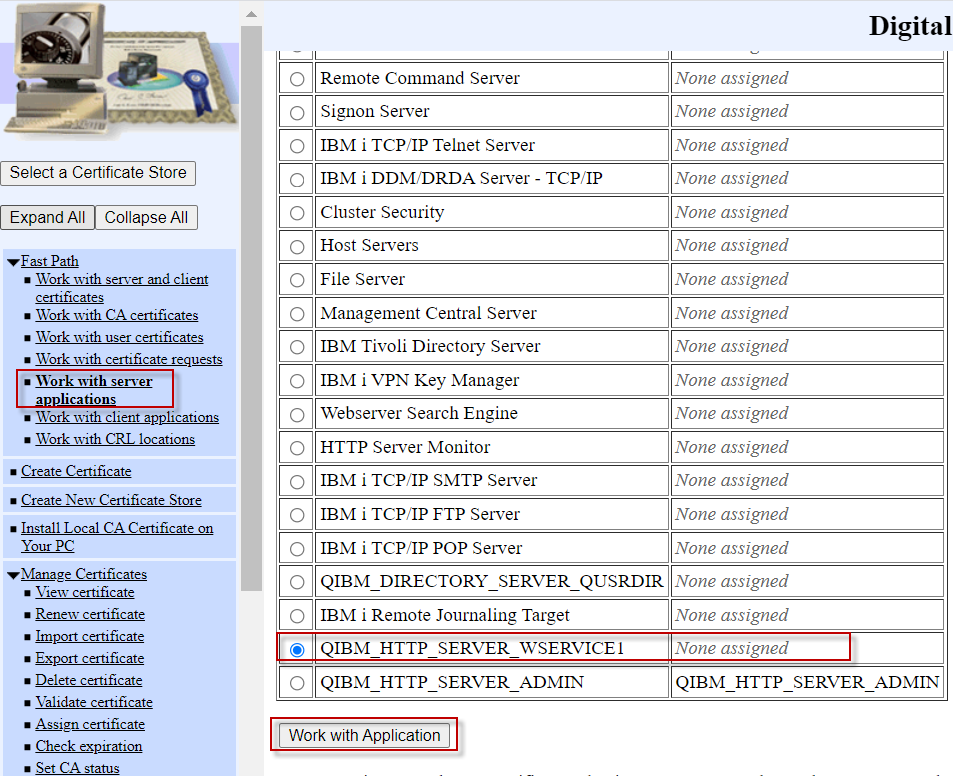 Digital
Select a Certificate Store
Expand All Collapse All
Fast Path
Work with server and client
certificates
Work with CA certificates
Work with user certificates
Work with certificate requests
Work with server
applications
Work with client applications
Work with CRL locations
Create Certificate
Create New Certificate Store
Install Local CA Certificate on
Your PC
Manage Certificates
View certificate
Renew certificate
Import certificate
Export certificate
Delete certificate
Validate certificate
Assign certificate
Check expiration
Set CA status
Remote Command Server None assigned
Signon Server None assigned
IBM i TCP/IP Telnet Server None assigned
IBM i DDM/DRDA Server - TCP/IP None assigned
Cluster Security None assigned
Host Servers None assigned
File Server None assigned
Management Central Server None assigned
IBM Tivoli Directory Server None assigned
IBM i VPN Key Manager None assigned
Webserver Search Engine None assigned
HTTP Server Monitor None assigned
IBM i TCP/IP SMTP Server None assigned
IBM i TCP/IP FTP Server None assigned
IBM i TCP/IP POP Server None assigned
QIBM_DIRECTORY_SERVER_QUSRDIR None assigned
IBM i Remote Journaling Target None assigned
QIBM_HTTP_SERVER_WSERVICE1 None assigned
QIBM_HTTP_SERVER_ADMIN QIBM_HTTP_SERVER_ADMIN
Work with Application